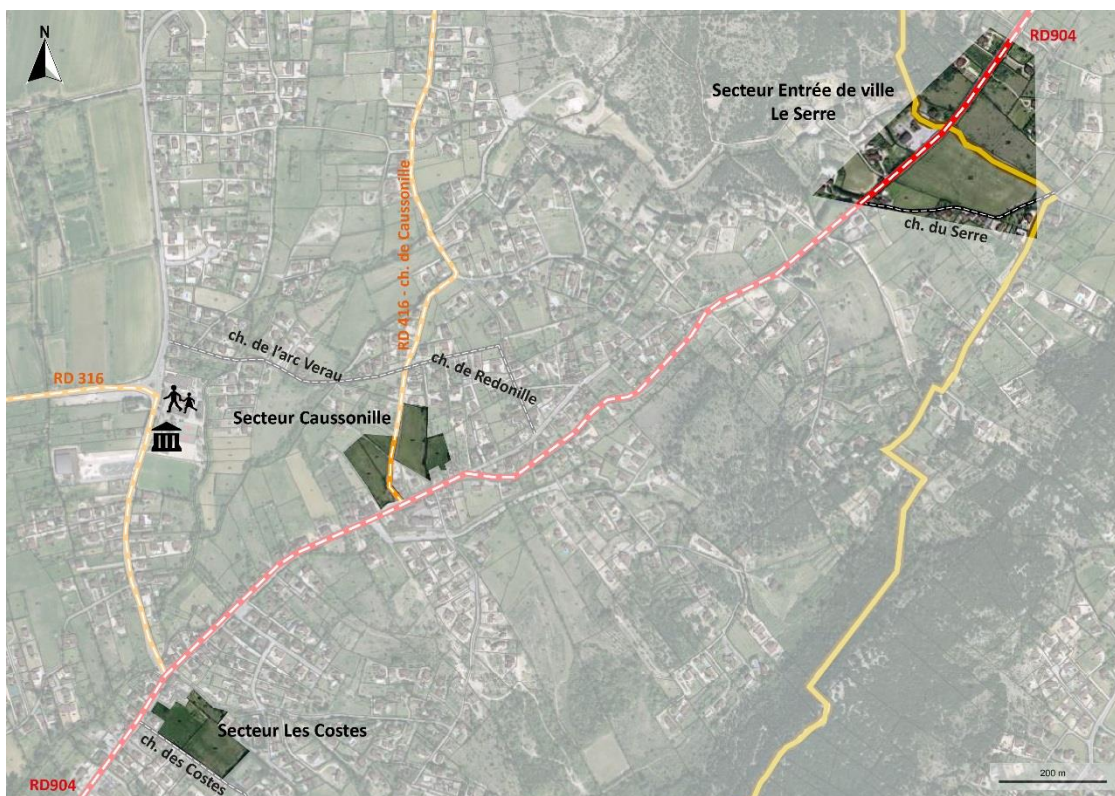 N
RD904
Secteur Entrée de ville
Le Serre
ch. du Serre
RD 416 - ch. de Caussonille
ch. de l'arc Verau
ch. de Redonille
RD 316
Secteur Caussonille
Secteur Les Costes
ch. des Costes
RD904
200 m